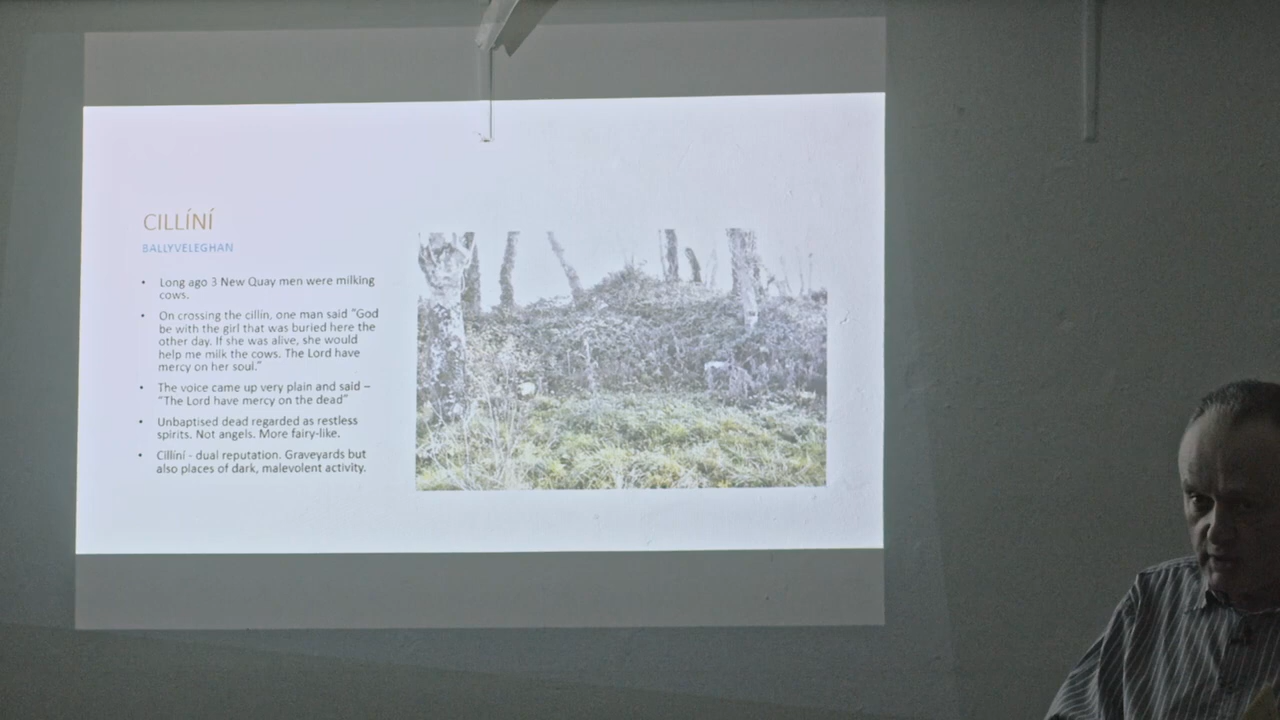 CILLÍNÍ
BALLYVELEGHAN
• Long ago 3 New Quay men were milking
cows.
• On crossing the cillín, one man said "God
be with the girl that was buried here the
other day. If she was alive, she would
help me milk the cows. The Lord have
mercy on her soul."
• The voice came up very plain and said –
"The Lord have mercy on the dead"
• Unbaptised dead regarded as restless
spirits. Not angels. More fairy-like.
• Cillíní - dual reputation. Graveyards but
also places of dark, malevolent activity.